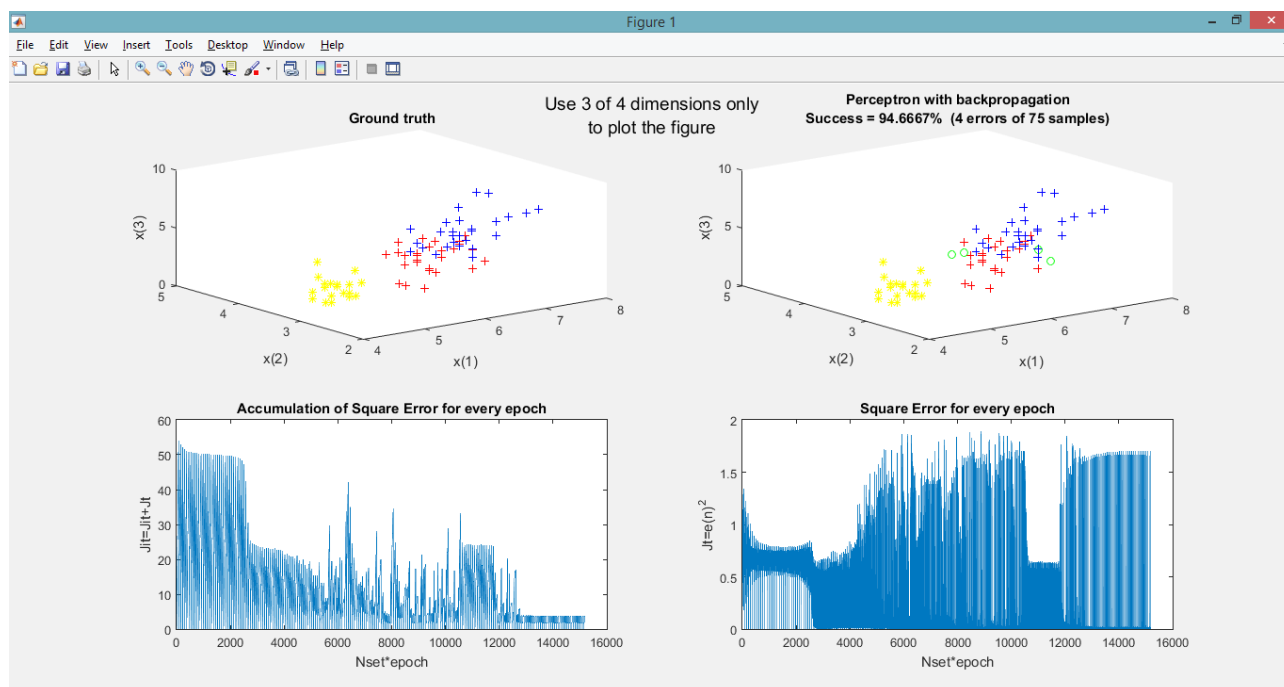 Figure 1
File Edit View Insert Tools Desktop Window Help
Use 3 of 4 dimensions only
to plot the figure
Ground truth
x(3)
10
5
0
5
4
3
2
x(2)
4
5
6
7
8
x(1)
Perceptron with backpropagation
Success = 94.6667% (4 errors of 75 samples)
x(3)
10
5
0
5
4
3
2
x(2)
4
5
6
7
8
x(1)
Accumulation of Square Error for every epoch
Jit=Jit+Jt
60
50
40
30
20
10
0
0 2000 4000 6000 8000 10000 12000 14000 16000
Nset*epoch
Square Error for every epoch
Jt=e(n)^2
2
1.5
1
0.5
0
0 2000 4000 6000 8000 10000 12000 14000 16000
Nset*epoch